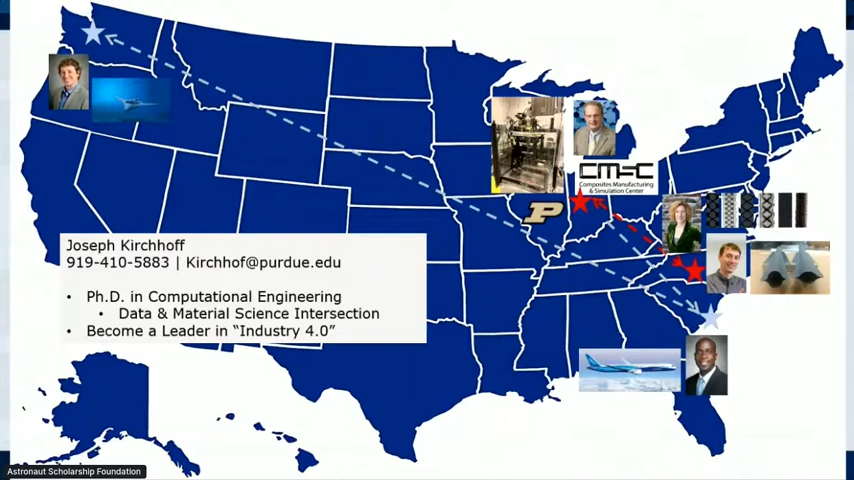 CMSC
Composites Manufacturing
& Simulation Center
P
Joseph Kirchhoff
919-410-5883 | Kirchhof@purdue.edu
• Ph.D. in Computational Engineering
• Data & Material Science Intersection
• Become a Leader in “Industry 4.0”
Astronaut Scholarship Foundation